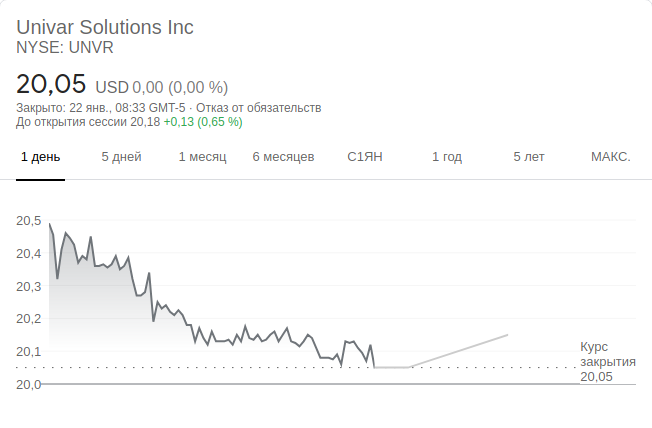 Univar Solutions Inc
NYSE: UNVR
20,05 USD 0,00 (0,00 %)
Закрыто: 22 янв., 08:33 GMT-5 · Отказ от обязательств
До открытия сессии 20,18 +0,13 (0,65 %)
1 день 5 дней 1 месяц 6 месяцев С1ЯН 1 год 5 лет МАКС.
20,5
20,4
20,3
20,2
20,1
20,0
Курс
закрытия
20,05